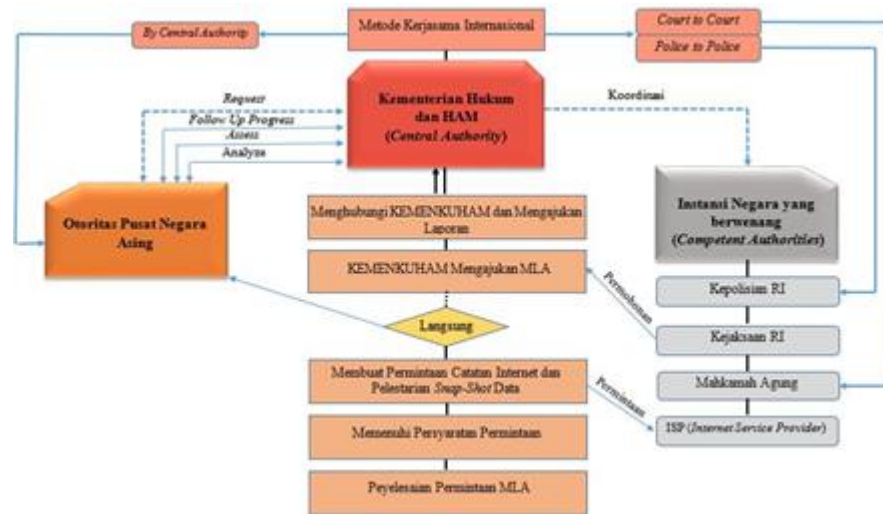 Metode Kerjasama Internasional
By Central Authorip
Court to Court
Police to Police
Request
Follow Up Progress
Assess
Analyze
Kementerian Hukum
dan HAM
(Central Authority)
Koordinasi
Otoritas Pusat Negara
Asing
Instansi Negara yang
berwenang
(Competent Authorities)
Menghubungi KEMENKUHAM dan Mengajukan
Laporan
KEMENKUHAM Mengajukan MLA
Permohonan
Kepolisian RI
Langsung
Kejaksaan RI
Membuat Permintaan Catatan Internet dan
Pelestarian Snap-Shot Data
Permintaan
Mahkamah Agung
Memenuhi Persyaratan Permintaan
ISP (Internet Service Provider)
Peyelesaian Permintaan MLA